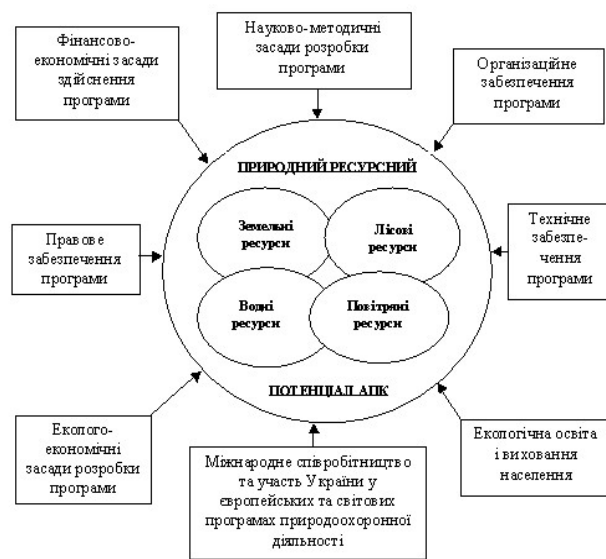 Науково-методичні
засади розробки
програми
Фінансово-
економічні засади
здійснення
програми
Організаційне
забезпечення
програми
ПРИРОДНИЙ РЕСУРСНИЙ
Земельні
ресурси
Лісові
ресурси
Правове
забезпечення
програми
Технічне
забезпе-
чення
програми
Водні
ресурси
Повітряні
ресурси
ПОТЕНЦІАЛ АПК
Еколого-
економічні
засади розробки
програми
Міжнародне співробітництво
та участь України у
європейських та світових
програмах природоохоронної
діяльності
Екологічна освіта
і виховання
населення